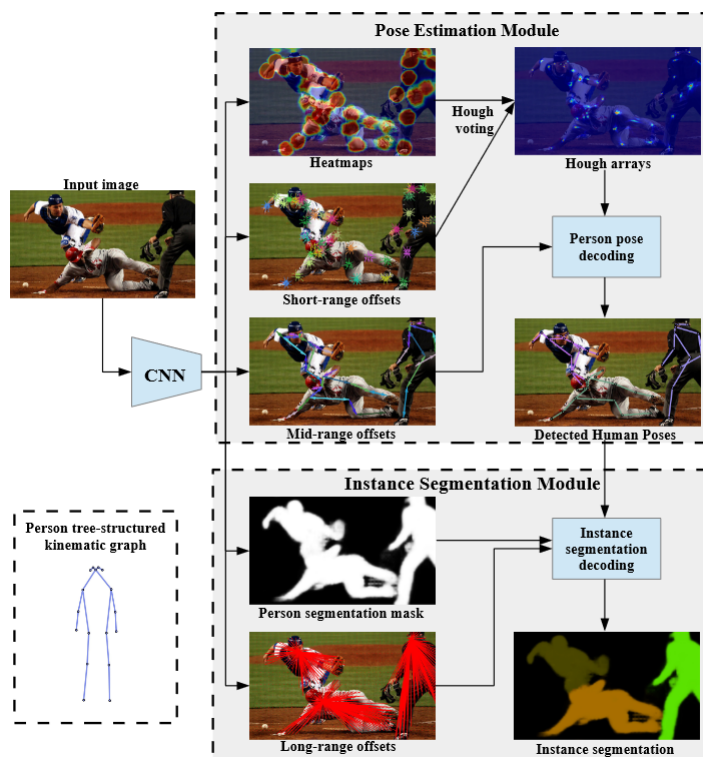 Pose Estimation Module
Heatmaps
Hough
voting
Hough arrays
Input image
Short-range offsets
Person pose
decoding
CNN
Mid-range offsets
Detected Human Poses
Instance Segmentation Module
Person tree-structured
kinematic graph
Person segmentation mask
Instance
segmentation
decoding
Long-range offsets
Instance segmentation